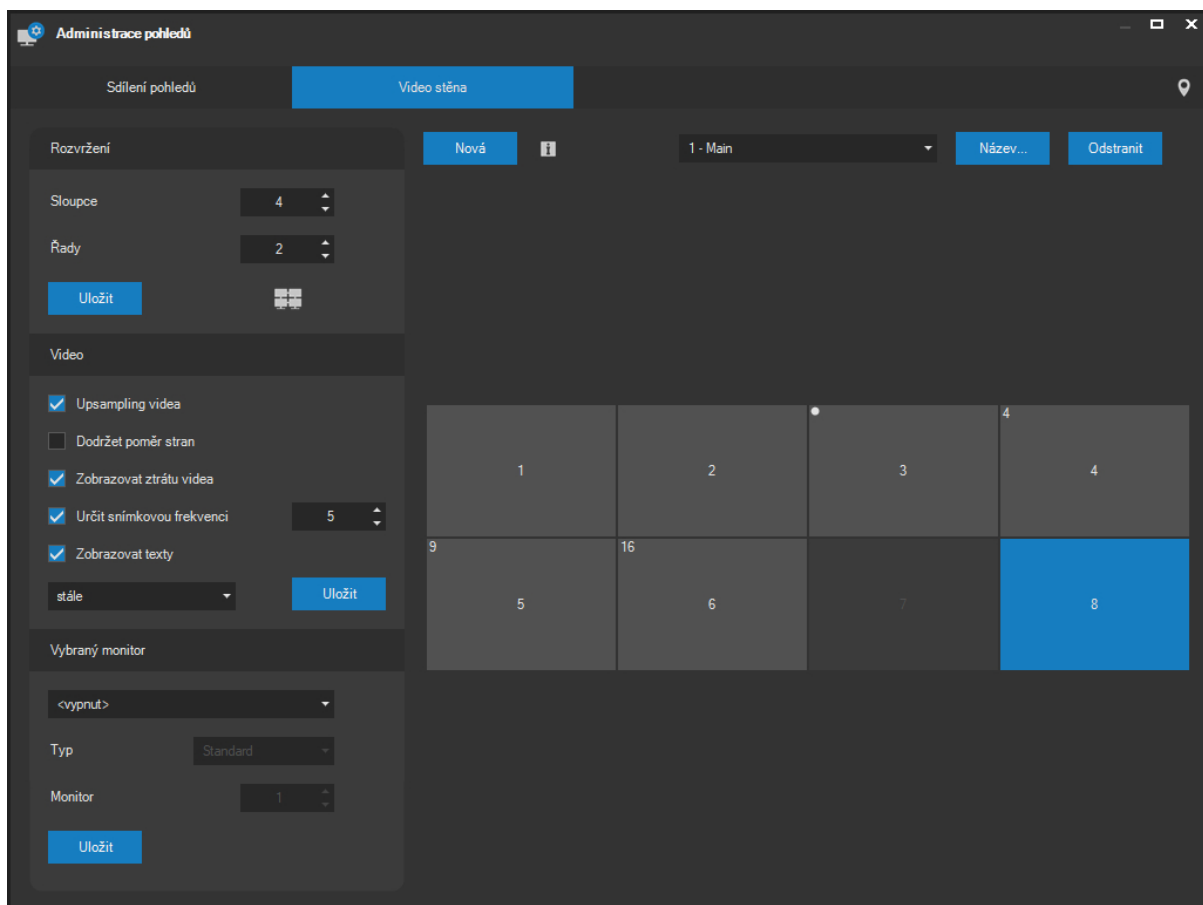 Administrace pohledů
Sdílení pohledů
Video stěna
Rozvržení
Nová
1 - Main
Název...
Odstranit
Sloupce
4
Řady
2
Uložit
Video
Upsampling videa
Dodržet poměr stran
Zobrazovat ztrátu videa
Určit snímkovou frekvenci
5
Zobrazovat texty
stále
Uložit
Vybraný monitor
<vypnut>
Typ
Standard
Monitor
1
Uložit
1
2
3
4
4
9
5
16
6
7
8